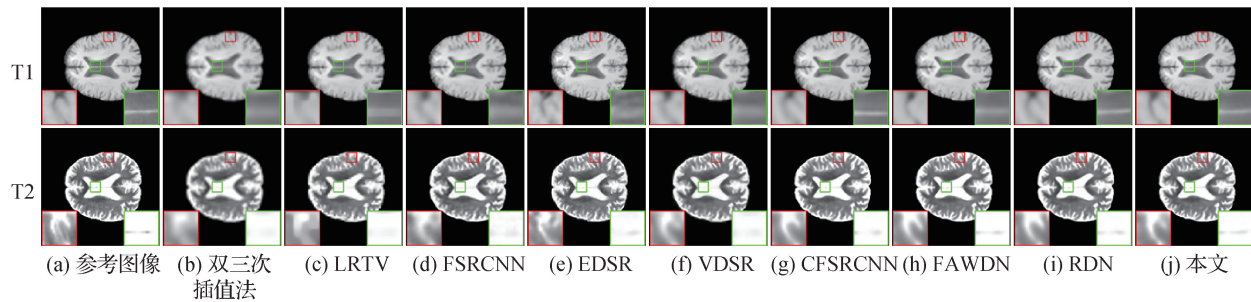 T1
T2
(a) 参考图像 (b) 双三次 (c) LRTV (d) FSRCNN (e) EDSR (f) VDSR (g) CFSRCNN (h) FAWDN (i) RDN (j) 本文
插值法